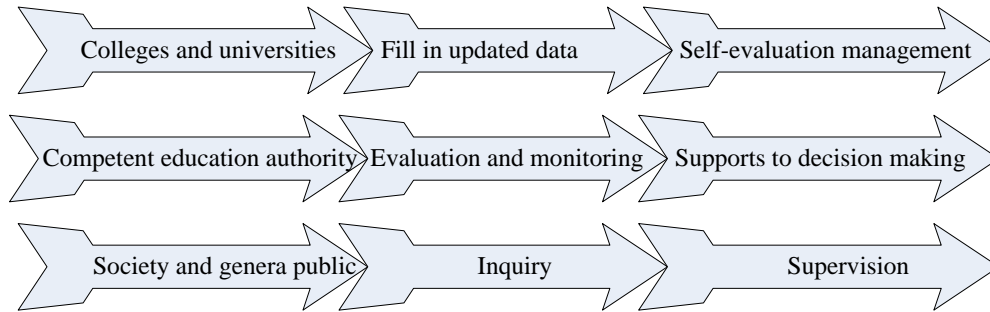 Colleges and universities
Fill in updated data
Self-evaluation management
Competent education authority
Evaluation and monitoring
Supports to decision making
Society and genera public
Inquiry
Supervision